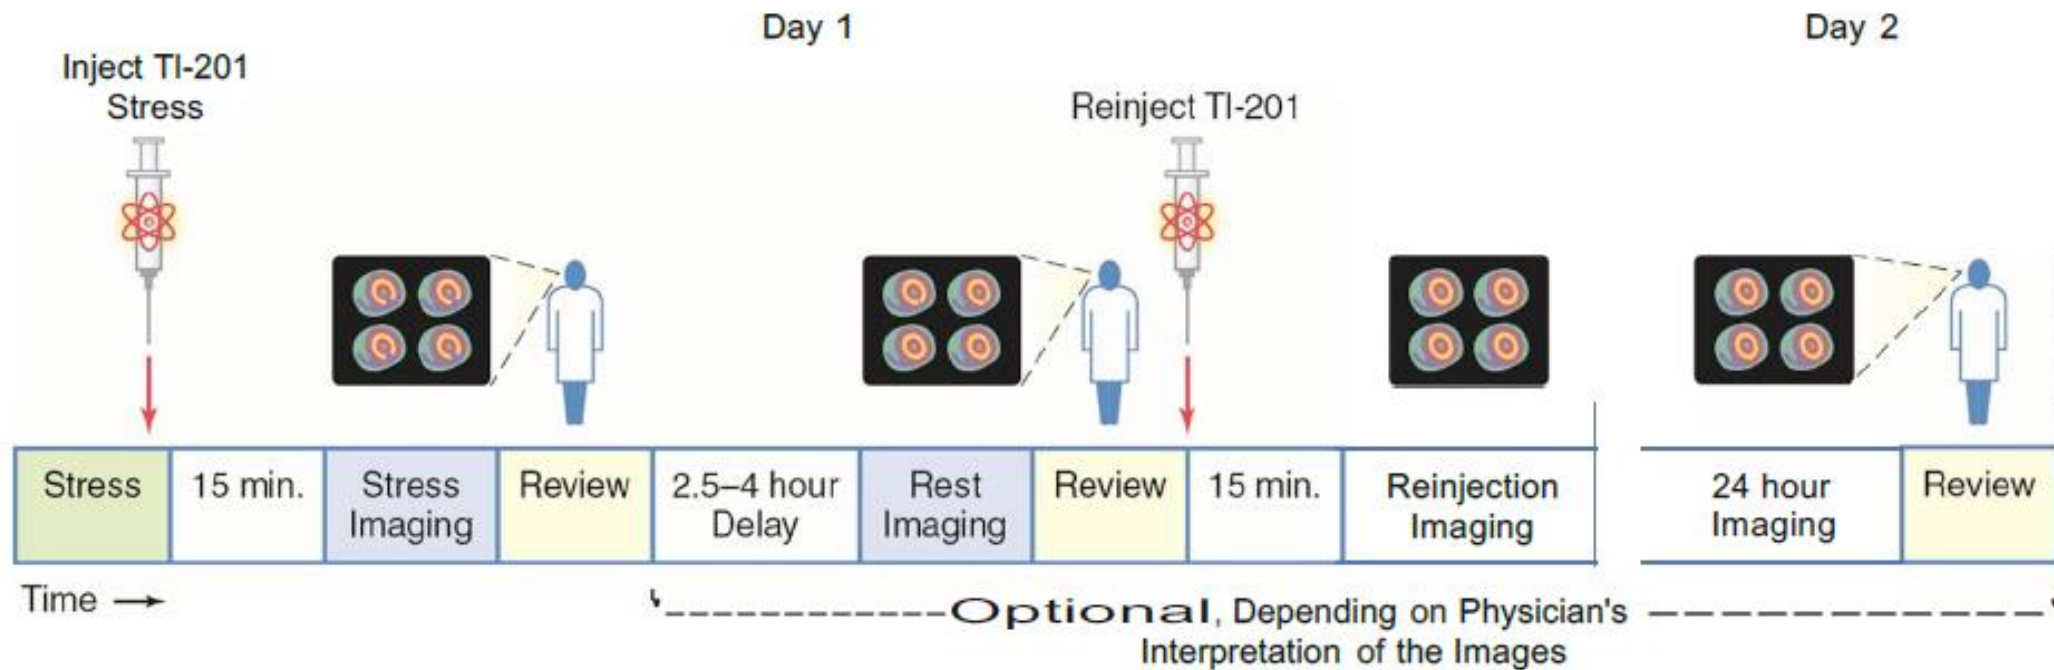 Day 1
Day 2
Inject TI-201
Stress
Reinject TI-201
Stress
15 min.
Stress
Imaging
Review
2.5–4 hour
Delay
Rest
Imaging
Review
15 min.
Reinjection
Imaging
24 hour
Imaging
Review
Time
Optional, Depending on Physician's
Interpretation of the Images